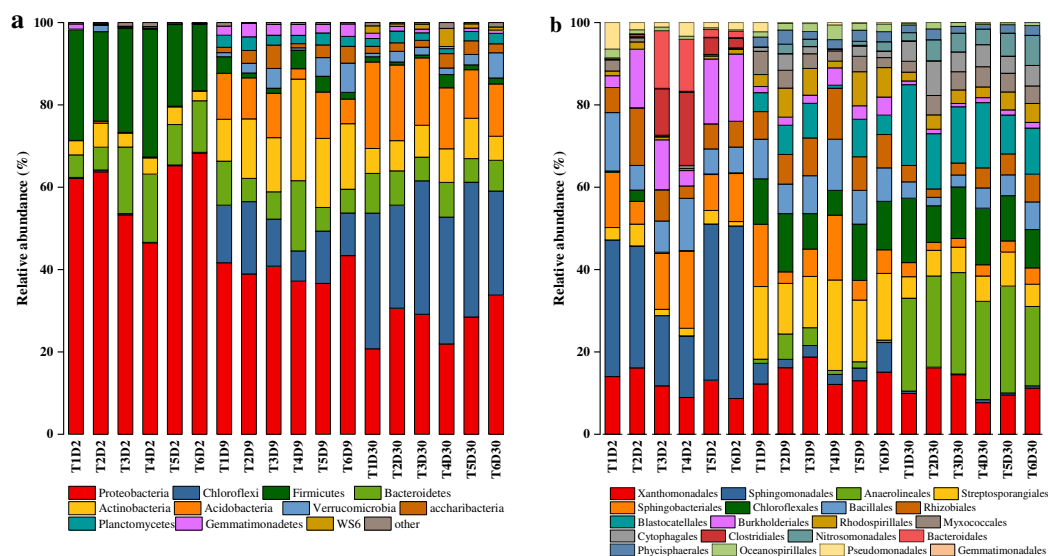 a
b
Relative abundance (%)
100
80
60
40
20
0
T1D2
T2D2
T3D2
T4D2
T5D2
T6D2
T1D9
T2D9
T3D9
T4D9
T5D9
T6D9
T1D30
T2D30
T3D30
T4D30
T5D30
T6D30
Proteobacteria Chloroflexi Firmicutes Bacteroidetes
Actinobacteria Acidobacteria Verrucomicrobia accharibacteria
Planctomycetes Gemmatimonadetes WS6 other
Relative abundance (%)
100
80
60
40
20
0
T1D2
T2D2
T3D2
T4D2
T5D2
T6D2
T1D9
T2D9
T3D9
T4D9
T5D9
T6D9
T1D30
T2D30
T3D30
T4D30
T5D30
T6D30
Xanthomonadales Sphingomonadales Anaerolineales Streptosporangiales
Sphingobacteriales Chloroflexales Bacillales Rhizobiales
Blastocatellales Burkholderiales Rhodospirillales Myxococcales
Cytophagales Clostridiales Nitrosomonadales Bacteroidales
Phycisphaerales Oceanospirillales Pseudomonadales Gemmatimonadales